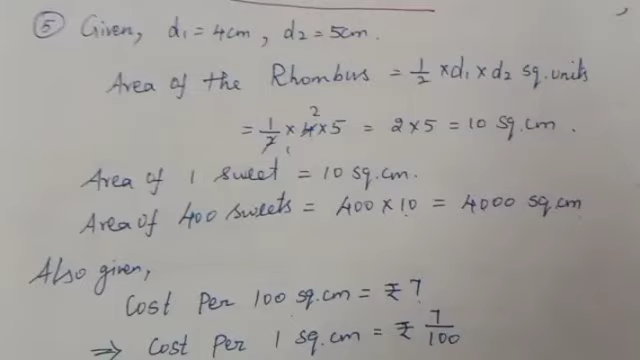 ⑤ Given, d₁ = 4cm, d₂ = 5cm.
Area of the Rhombus = 1/2 × d₁ × d₂ sq. units
= 1/2 × 4 × 5 = 2 × 5 = 10 sq.cm.
Area of 1 sweet = 10 sq.cm.
Area of 400 sweets = 400 × 10 = 4000 sq.cm
Also given,
Cost Per 100 sq.cm = ₹ 7
⇒ Cost Per 1 sq.cm = ₹ 7/100